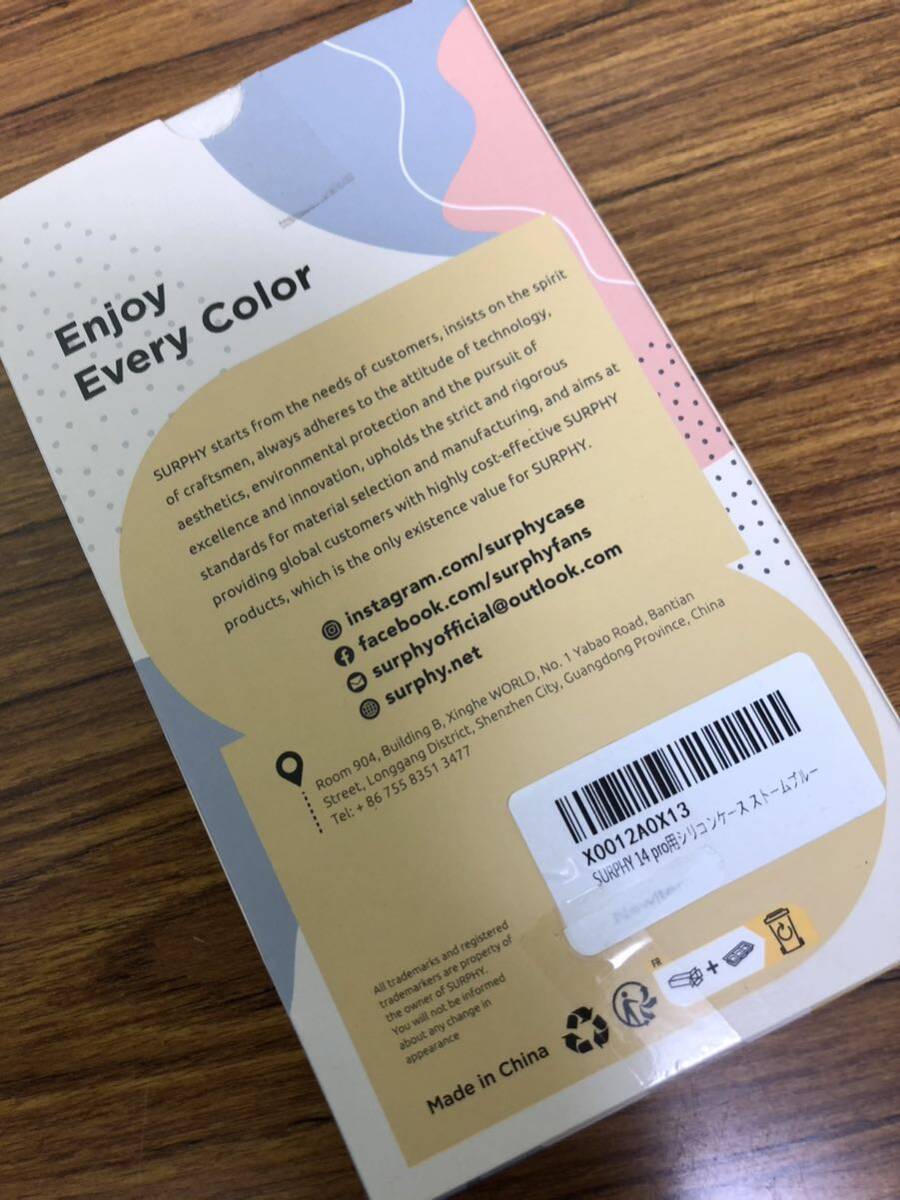 Enjoy
Every Color
SURPHY starts from the needs of customers, insists on the spirit
of craftsmen, always adheres to the attitude of technology,
aesthetics, environmental protection and the pursuit of
excellence and innovation, upholds the strict and rigorous
standards for material selection and manufacturing, and aims at
providing global customers with highly cost-effective SURPHY
products, which is the only existence value for SURPHY.
instagram.com/surphycase
facebook.com/surphyfans
surphyofficial@outlook.com
surphy.net
Room 904, Building B, Xinghe WORLD, No. 1 Yabao Road, Bantian
Street, Longgang District, Shenzhen City, Guangdong Province, China
Tel: + 86 755 8351 3477
X0012A0X13
SURPHY 14 pro用シリコンケース ストームブルー
All trademarks and registered
trademarkers are property of
the owner of SURPHY.
You will not be informed
about any change in
appearance
FR
Made in China